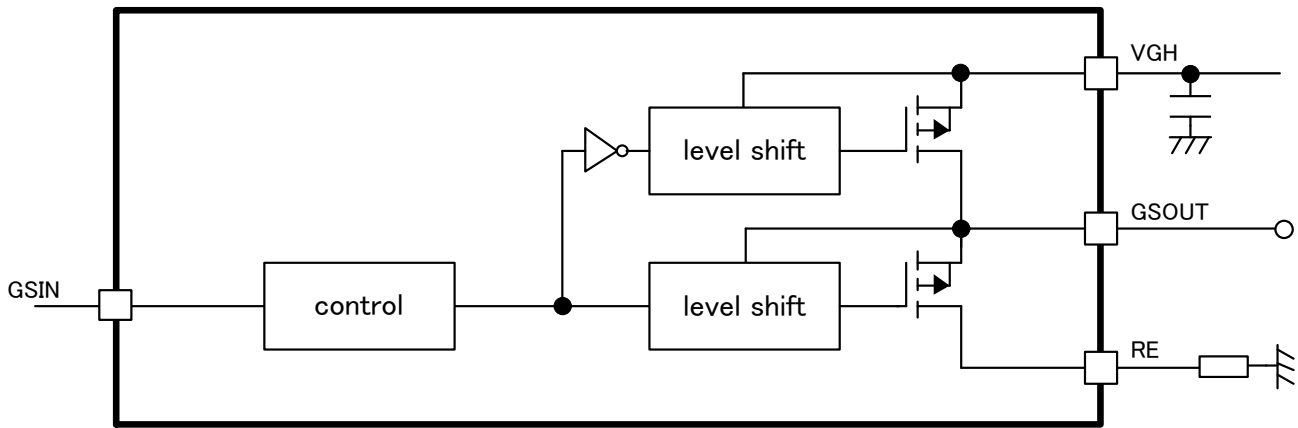 VGH
level shift
GSOUT
GSIN
control
level shift
RE